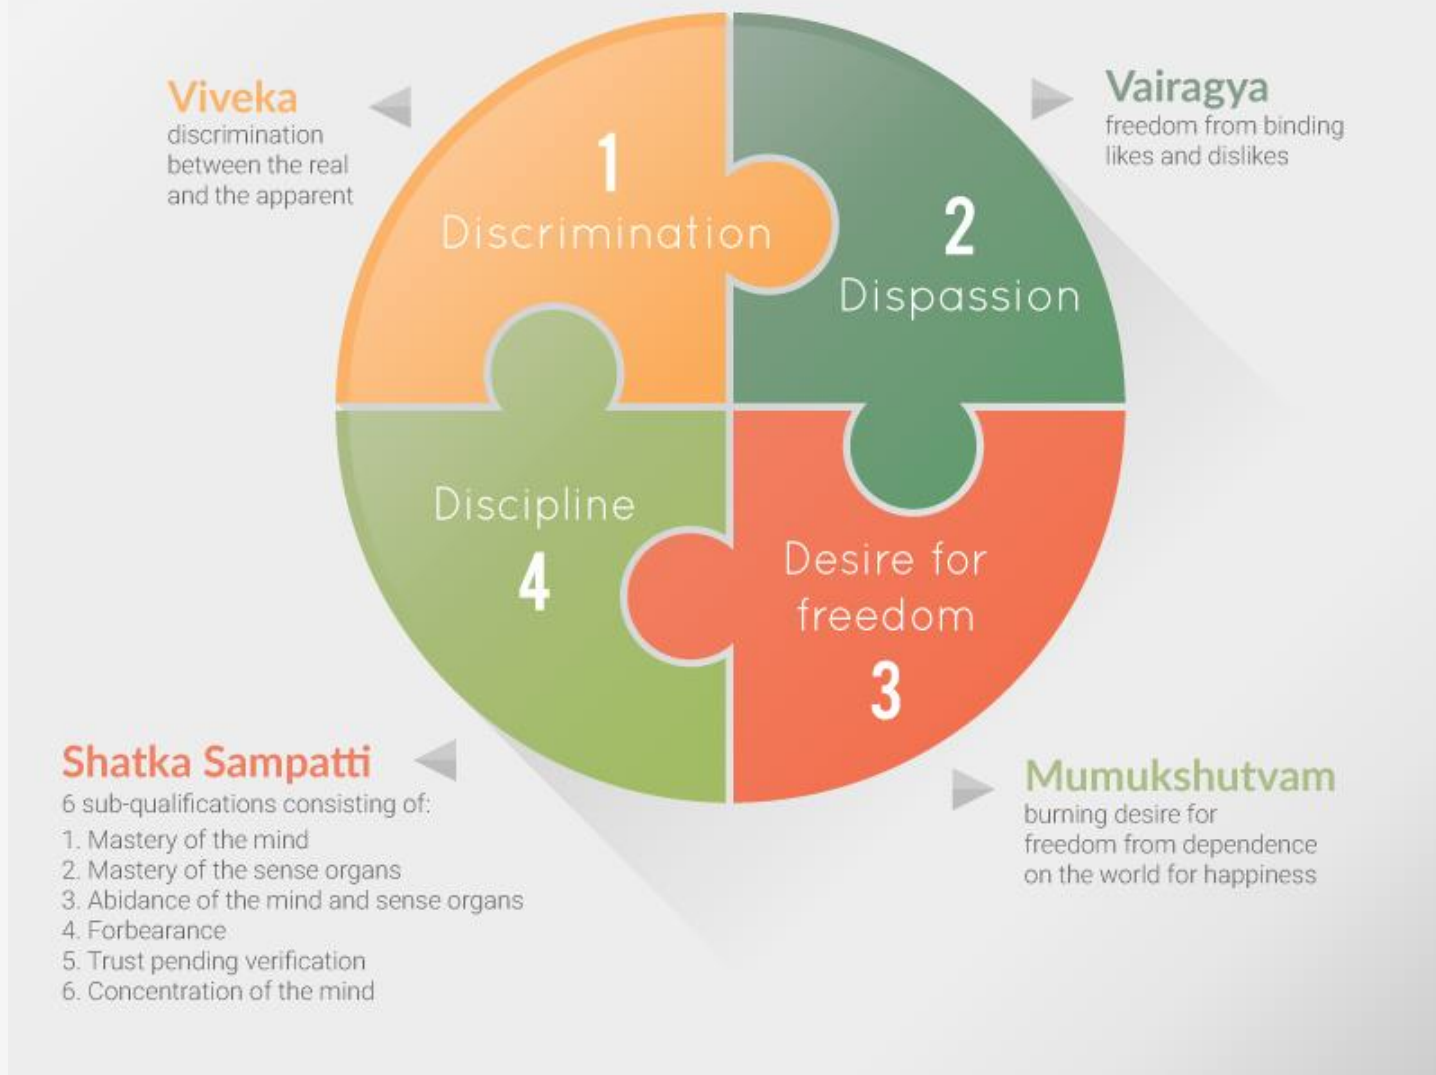 Viveka
discrimination
between the real
and the apparent
1
Discrimination
Vairagya
freedom from binding
likes and dislikes
2
Dispassion
Desire for
freedom
3
Mumukshutvam
burning desire for
freedom from dependence
on the world for happiness
Discipline
4
Shatka Sampatti
6 sub-qualifications consisting of:
1. Mastery of the mind
2. Mastery of the sense organs
3. Abidance of the mind and sense organs
4. Forbearance
5. Trust pending verification
6. Concentration of the mind